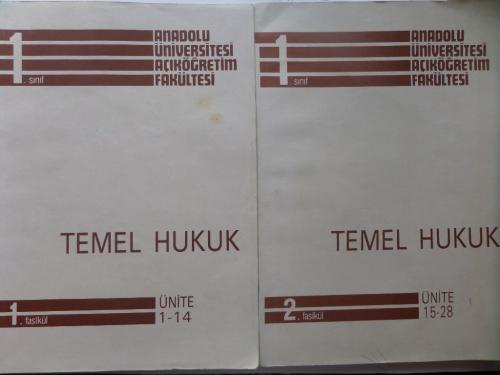 1. sınıf
ANADOLU
ÜNİVERSİTESİ
AÇIKÖĞRETİM
FAKÜLTESİ
TEMEL HUKUK
1. fasikül
ÜNİTE
1-14
1. sınıf
ANADOLU
ÜNİVERSİTESİ
AÇIKÖĞRETİM
FAKÜLTESİ
TEMEL HUKUK
2. fasikül
ÜNİTE
15-28